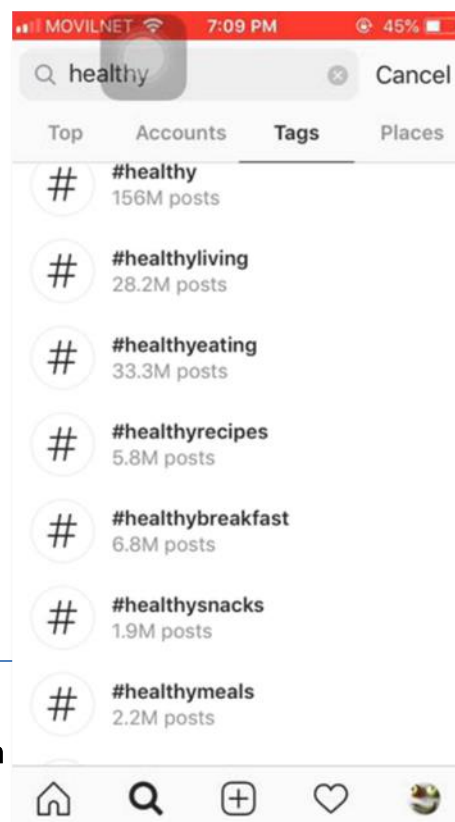 MOVILNET 7:09 PM 45%
healthy Cancel
Top Accounts Tags Places
#
#healthy
156M posts
#
#healthyliving
28.2M posts
#
#healthyeating
33.3M posts
#
#healthyrecipes
5.8M posts
#
#healthybreakfast
6.8M posts
#
#healthysnacks
1.9M posts
#
#healthymeals
2.2M posts